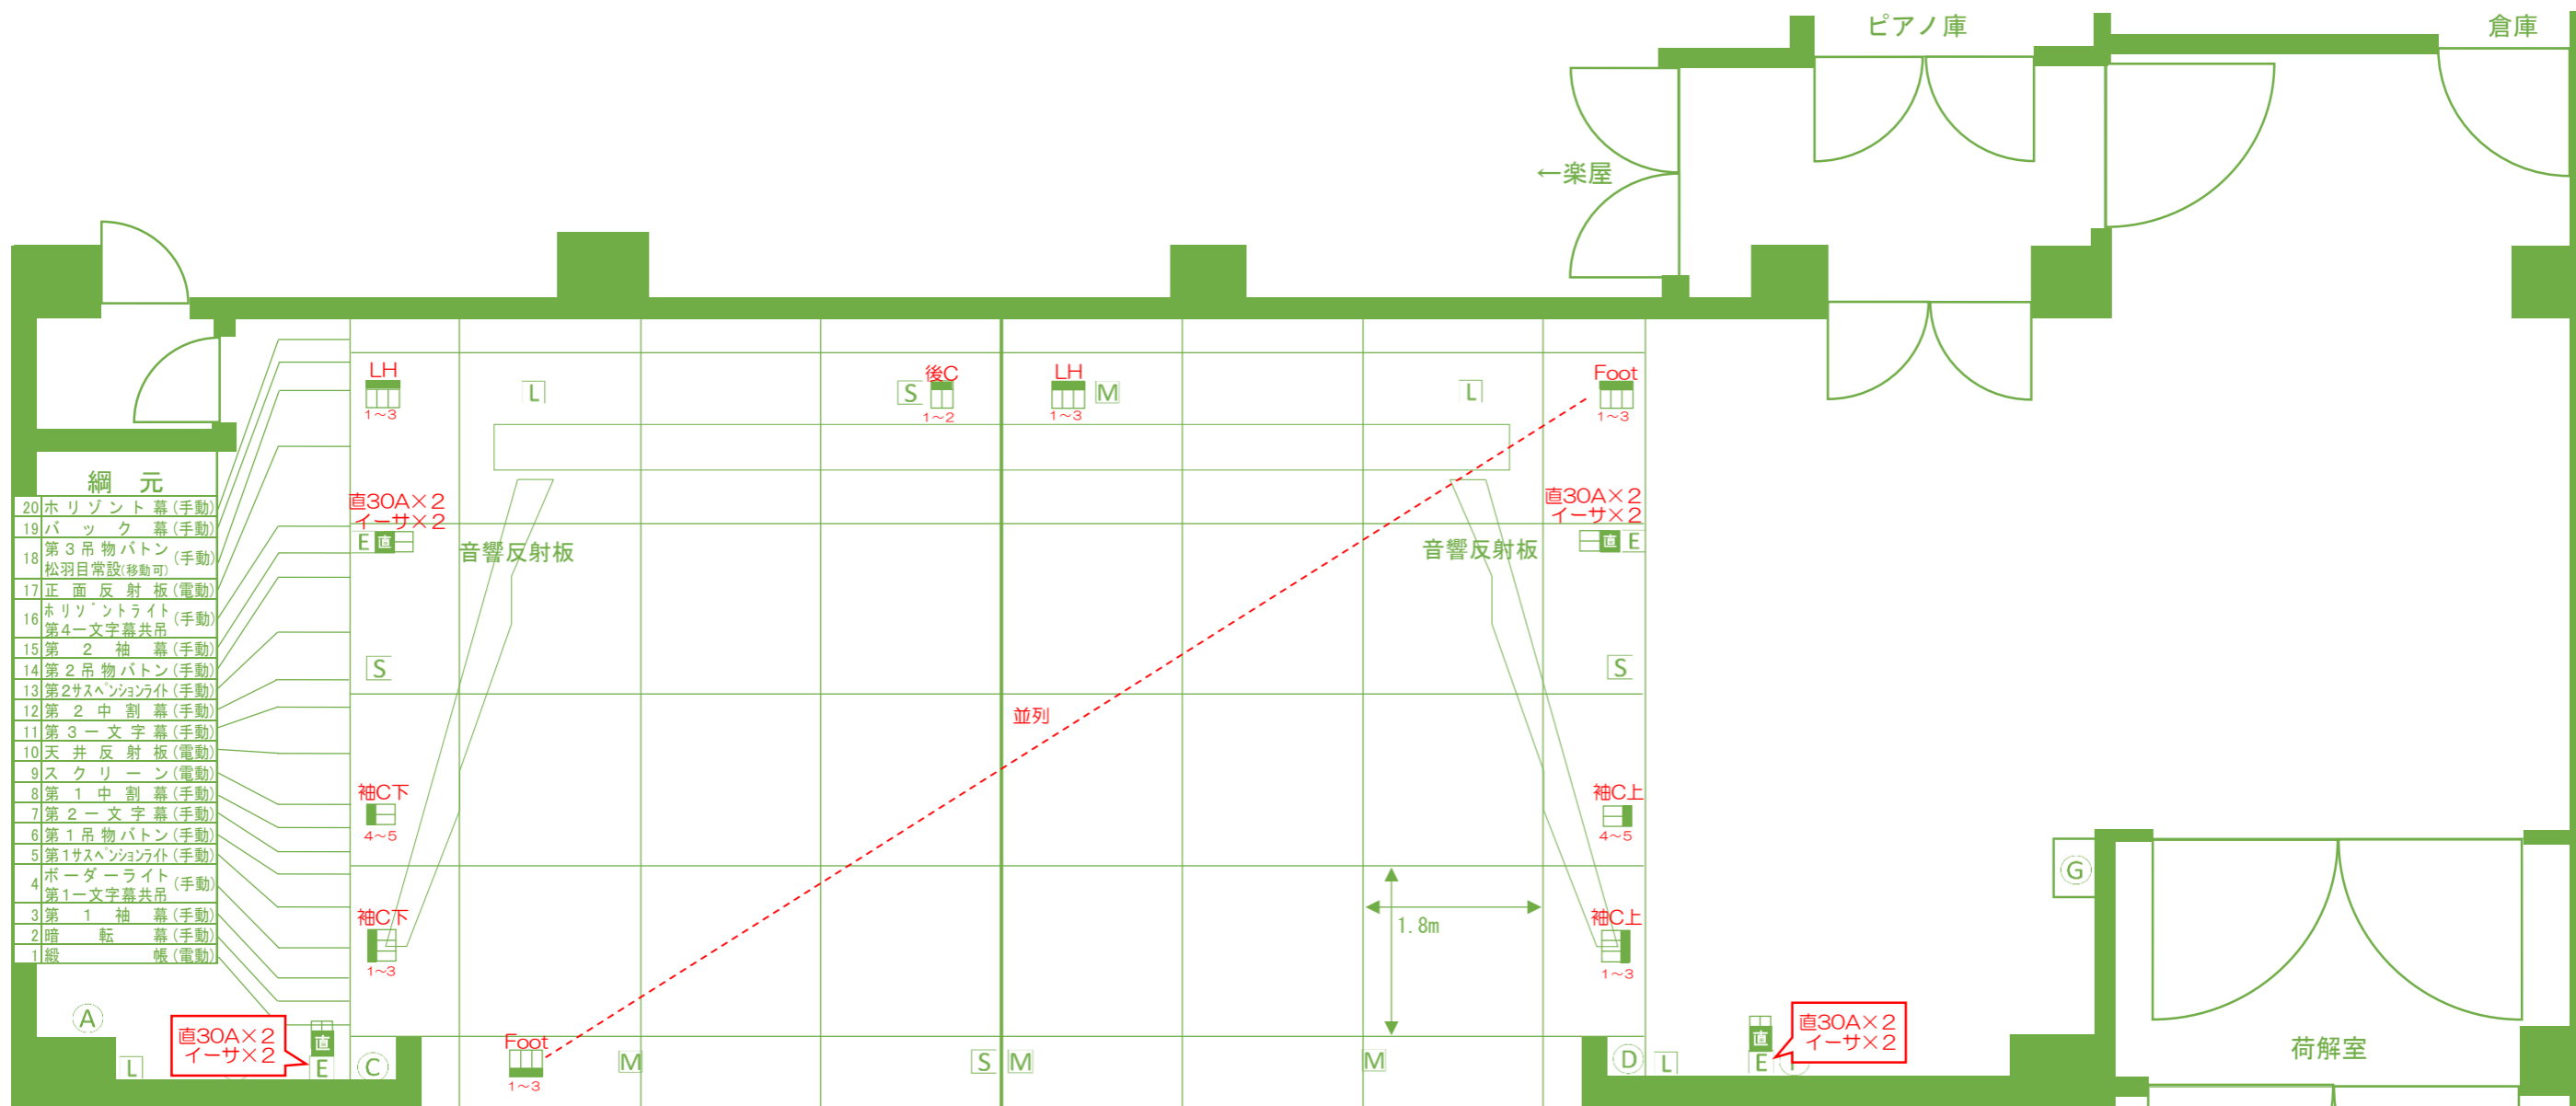 ピアノ庫
倉庫
←楽屋
LH
1~3
L
S
後C
1~2
LH
1~3
M
L
Foot
1~3
綱 元
20 ホリゾント幕(手動)
19 バック幕(手動)
18 第3吊物バトン(手動)
松羽目常設(移動可)
17 正面反射板(電動)
16 ホリゾントライト(手動)
第4一文字幕共吊
15 第2袖幕(手動)
14 第2吊物バトン(手動)
13 第2サスペンションライト(手動)
12 第2中割幕(手動)
11 第3一文字幕(手動)
10 天井反射板(電動)
9 スクリーン(電動)
8 第1中割幕(手動)
7 第2一文字幕(手動)
6 第1吊物バトン(手動)
5 第1サスペンションライト(手動)
4 ボーダーライト(手動)
第1一文字幕共吊
3 第1袖幕(手動)
2 暗転幕(手動)
1 緞帳(電動)
直30A×2
イーサ×2
E 直
音響反射板
直30A×2
イーサ×2
直 E
音響反射板
S
S
並列
袖C下
4~5
袖C上
4~5
袖C下
1~3
袖C上
1~3
1.8m
G
A
直30A×2
イーサ×2
直
E
L
C
Foot
1~3
M
S
M
M
D
L
直
E
直30A×2
イーサ×2
荷解室